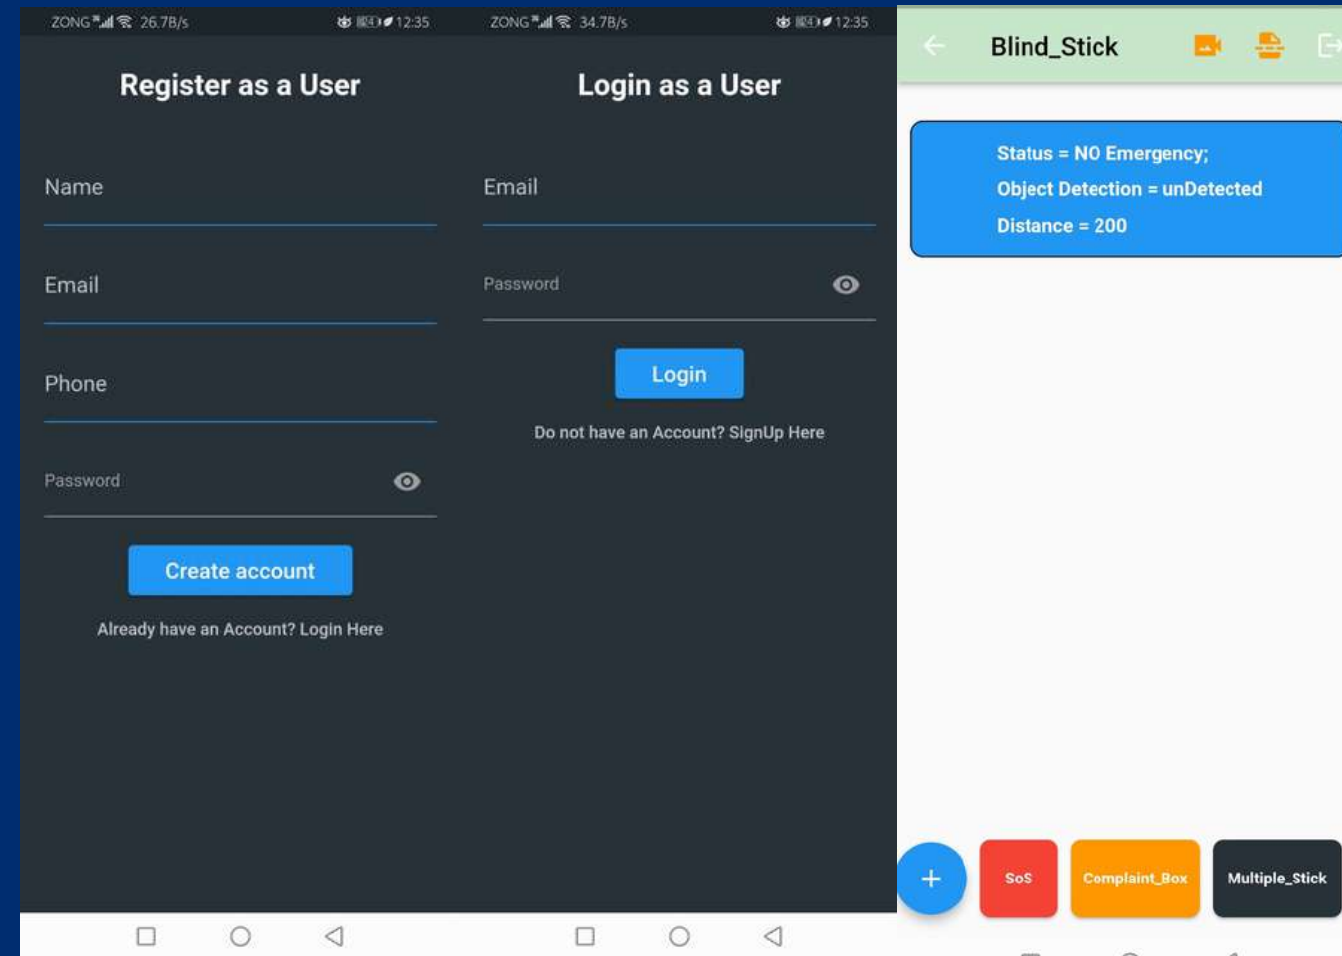 ZONG 26.7B/s 12:35
Register as a User
Name
Email
Phone
Password
Create account
Already have an Account? Login Here
ZONG 34.7B/s 12:35
Login as a User
Email
Password
Login
Do not have an Account? SignUp Here
Blind_Stick
Status = NO Emergency;
Object Detection = unDetected
Distance = 200
+
SoS
Complaint_Box
Multiple_Stick